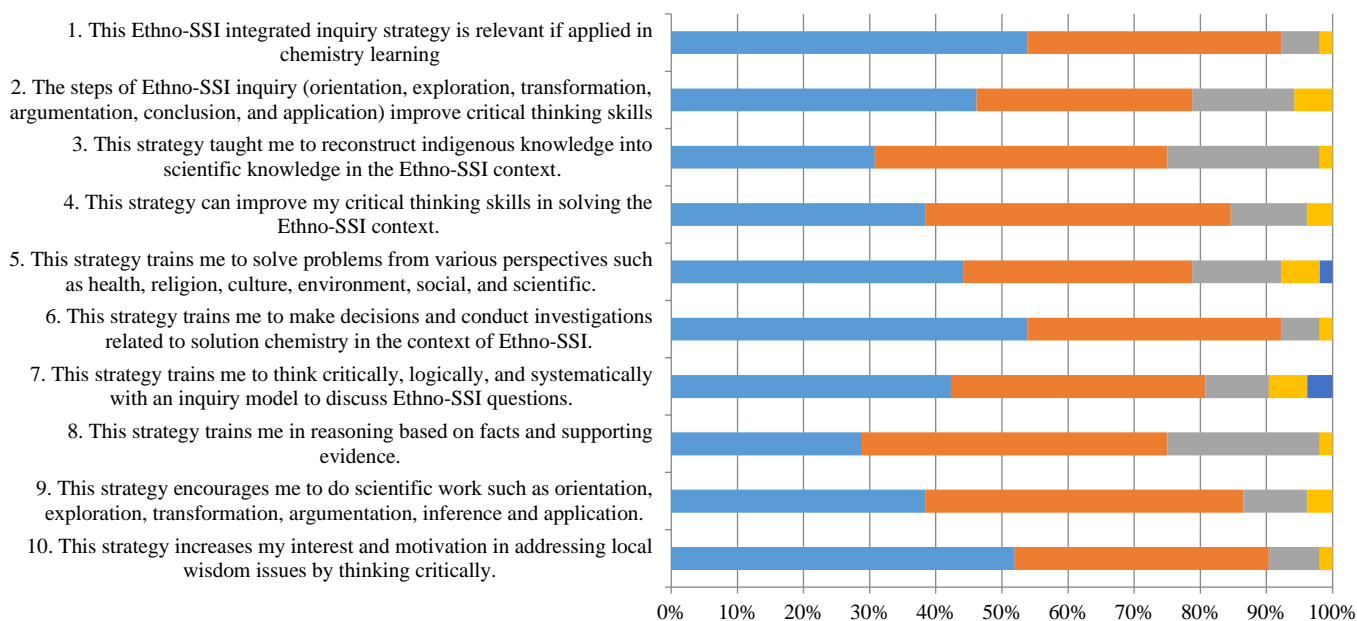 1. This Ethno-SSI integrated inquiry strategy is relevant if applied in
chemistry learning
2. The steps of Ethno-SSI inquiry (orientation, exploration, transformation,
argumentation, conclusion, and application) improve critical thinking skills
3. This strategy taught me to reconstruct indigenous knowledge into
scientific knowledge in the Ethno-SSI context.
4. This strategy can improve my critical thinking skills in solving the
Ethno-SSI context.
5. This strategy trains me to solve problems from various perspectives such
as health, religion, culture, environment, social, and scientific.
6. This strategy trains me to make decisions and conduct investigations
related to solution chemistry in the context of Ethno-SSI.
7. This strategy trains me to think critically, logically, and systematically
with an inquiry model to discuss Ethno-SSI questions.
8. This strategy trains me in reasoning based on facts and supporting
evidence.
9. This strategy encourages me to do scientific work such as orientation,
exploration, transformation, argumentation, inference and application.
10. This strategy increases my interest and motivation in addressing local
wisdom issues by thinking critically.
0% 10% 20% 30% 40% 50% 60% 70% 80% 90% 100%